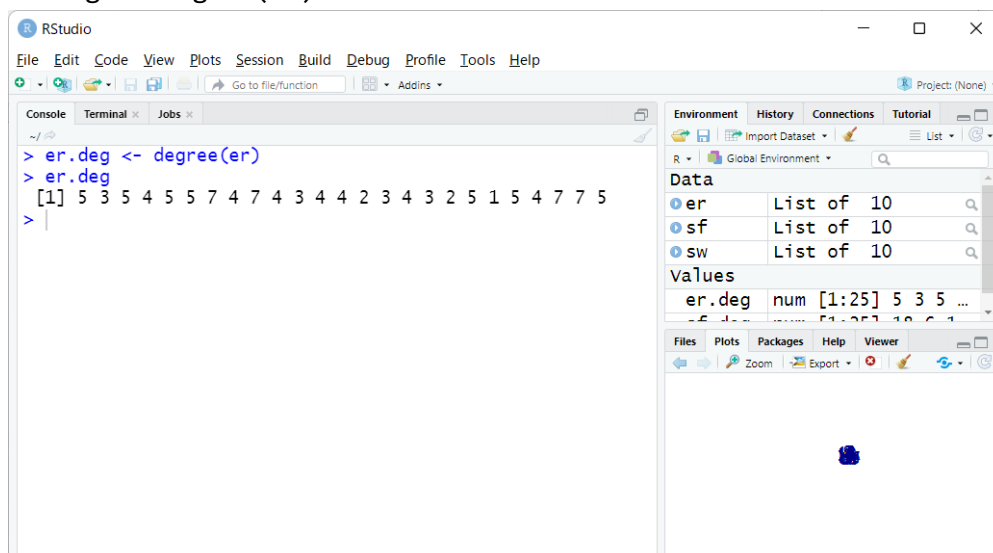 RStudio
File Edit Code View Plots Session Build Debug Profile Tools Help
Go to file/function Addins Project: (None)
Console Terminal Jobs
~/
> er.deg <- degree(er)
> er.deg
[1] 5 3 5 4 5 5 7 4 7 4 3 4 4 2 3 4 3 2 5 1 5 4 7 7 5
>
Environment History Connections Tutorial
Import Dataset List
R Global Environment
Data
er List of 10
sf List of 10
sw List of 10
Values
er.deg num [1:25] 5 3 5 …
Files Plots Packages Help Viewer
Zoom Export